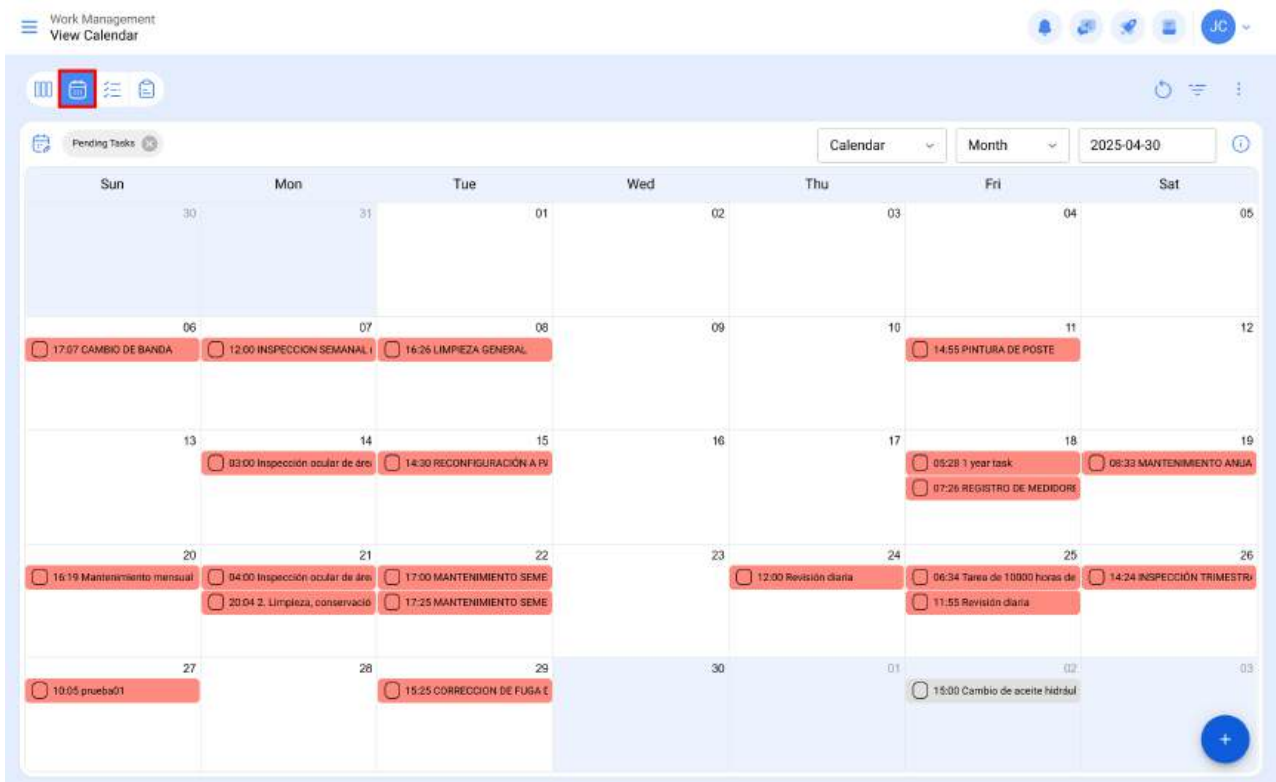 Work Management
View Calendar
JC
Pending Tasks
Calendar
Month
2025-04-30
Sun Mon Tue Wed Thu Fri Sat
30 31 01 02 03 04 05
06 07 08 09 10 11 12
17:07 CAMBIO DE BANDA
12:00 INSPECCION SEMANAL
16:26 LIMPIEZA GENERAL
14:55 PINTURA DE POSTE
13 14 15 16 17 18 19
03:00 Inspección ocular de áre
14:30 RECONFIGURACIÓN A
05:28 1 year task
08:33 MANTENIMIENTO ANUA
07:26 REGISTRO DE MEDIDORE
20 21 22 23 24 25 26
16:19 Mantenimiento mensual
04:00 Inspección ocular de áre
17:00 MANTENIMIENTO SEME
12:00 Revisión diaria
06:34 Tarea de 10000 horas de
14:24 INSPECCIÓN TRIMESTR
20:04 2. Limpieza, conservació
17:25 MANTENIMIENTO SEME
11:55 Revisión diaria
27 28 29 30 01 02 03
10:05 prueba01
15:25 CORRECCION DE FUGA
15:00 Cambio de aceite hidrául
+